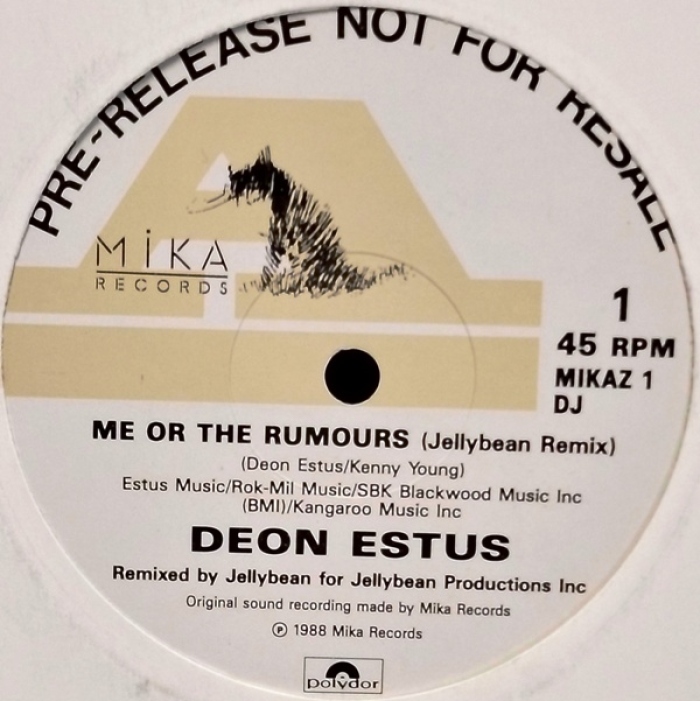 PRE-RELEASE NOT FOR RESALE
A
MiKA
RECORDS
1
45 RPM
MIKAZ 1
DJ
ME OR THE RUMOURS (Jellybean Remix)
(Deon Estus/Kenny Young)
Estus Music/Rok-Mil Music/SBK Blackwood Music Inc
(BMI)/Kangaroo Music Inc
DEON ESTUS
Remixed by Jellybean for Jellybean Productions Inc
Original sound recording made by Mika Records
℗ 1988 Mika Records
polydor